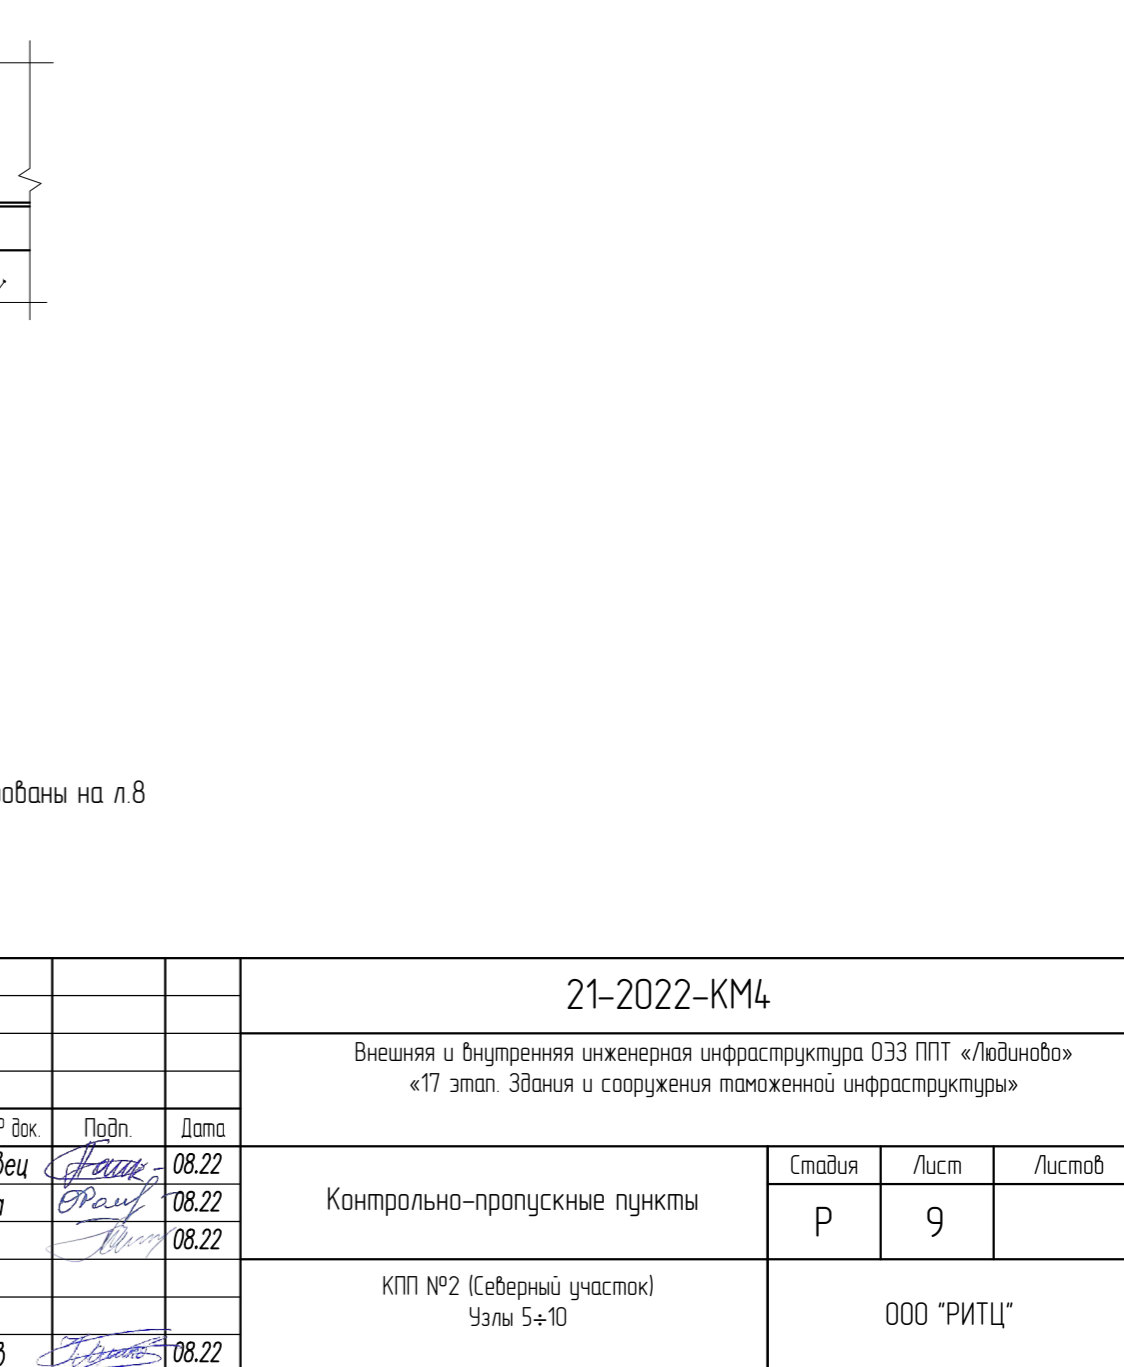 ованы на л.8
21-2022-КМ4
Внешняя и внутренняя инженерная инфраструктура ОЭЗ ППТ «Людиново»
«17 этап. Здания и сооружения таможенной инфраструктуры»
док. Подп. Дата
вец 08.22
а 08.22
08.22
Контрольно-пропускные пункты
Стадия Лист Листов
Р 9
КПП №2 (Северный участок)
Узлы 5÷10
ООО "РИТЦ"
в 08.22